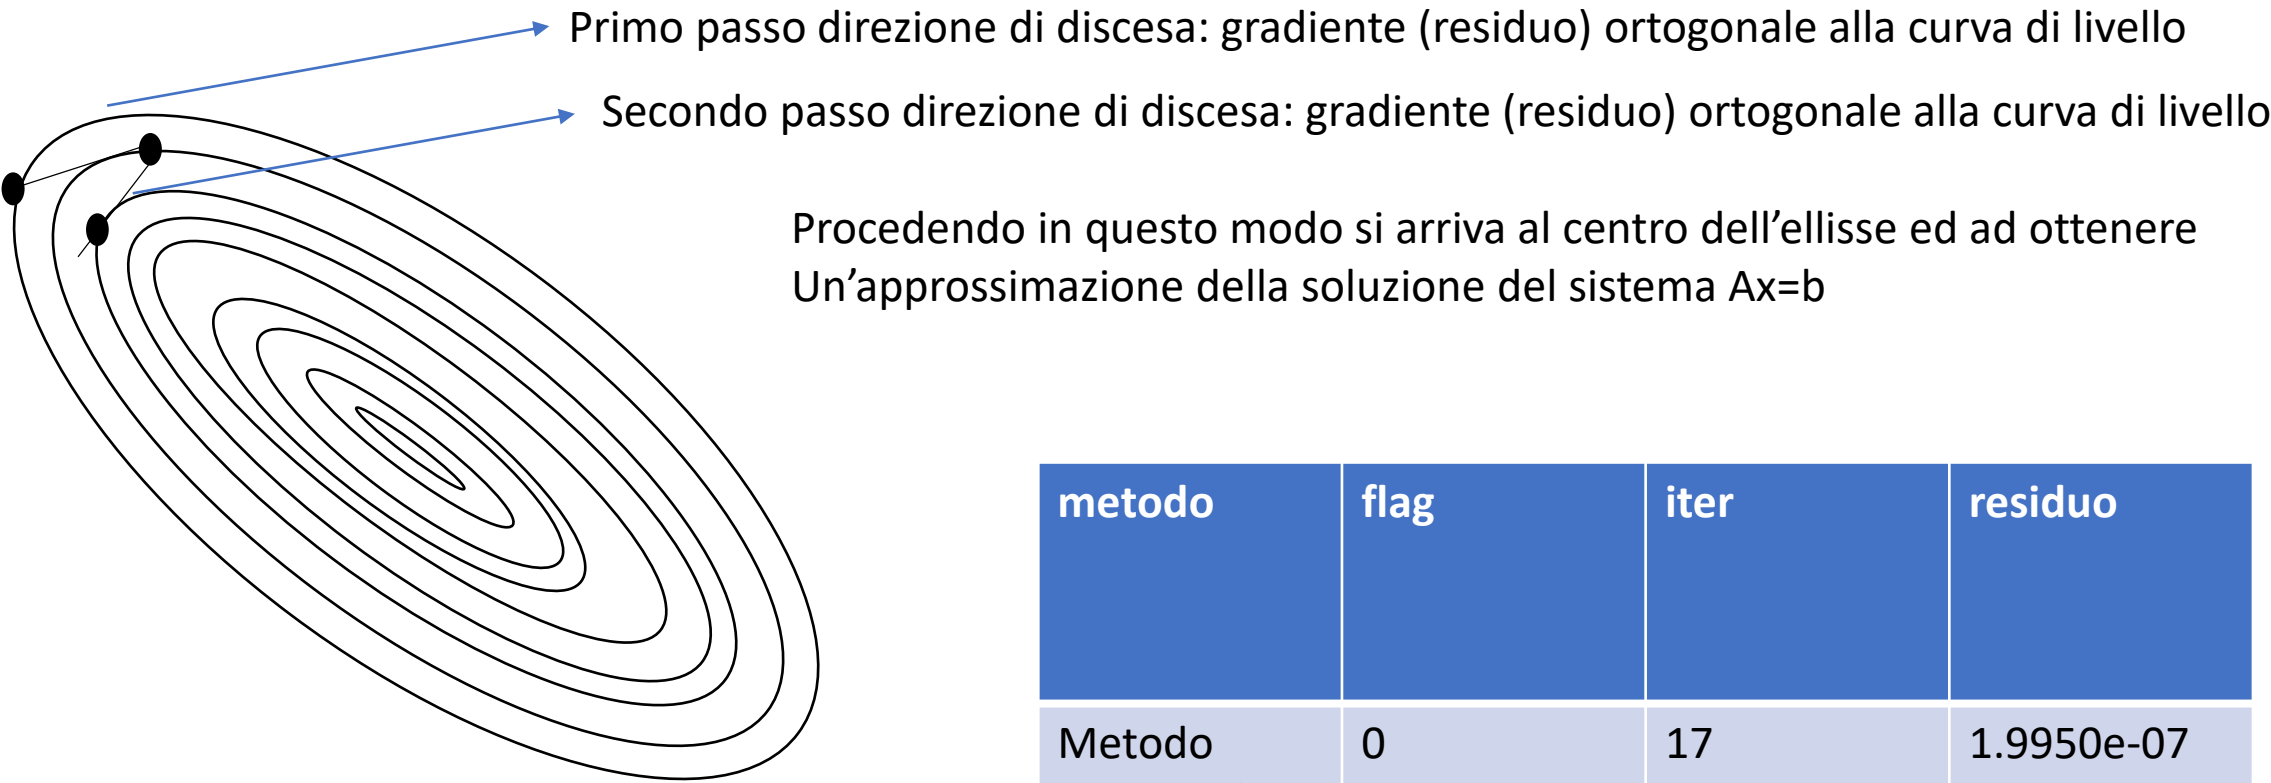 Primo passo direzione di discesa: gradiente (residuo) ortogonale alla curva di livello
Secondo passo direzione di discesa: gradiente (residuo) ortogonale alla curva di livello
Procedendo in questo modo si arriva al centro dell’ellisse ed ad ottenere
Un’approssimazione della soluzione del sistema Ax=b
metodo flag iter residuo
Metodo 0 17 1.9950e-07